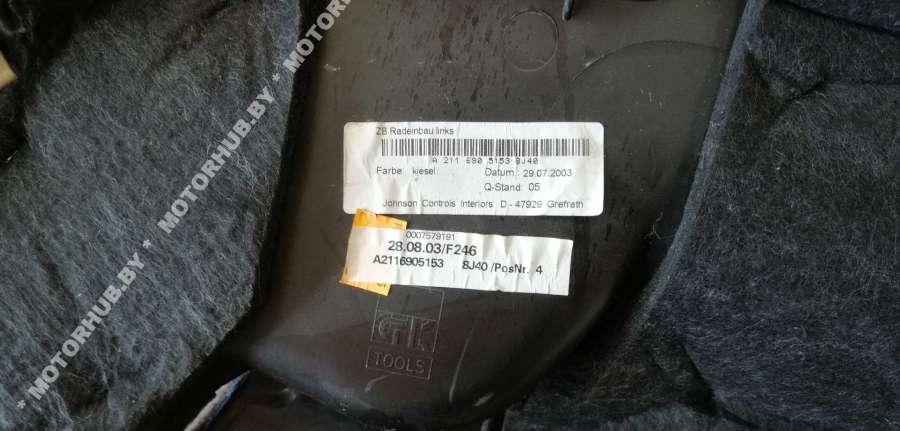 * MOTORHUB.BY * MOTORHUB.BY * MOTORHUB.BY *
ZB Radeinbau links
A 211 690 5153 8J40
Farbe: kiesel Datum: 29.07.2003
Q-Stand: 05
Johnson Controls Interiors D - 47929 Grefrath
0007579191
28.08.03/F246
A2116905153 8J40 /PosNr. 4
GK
TOOLS